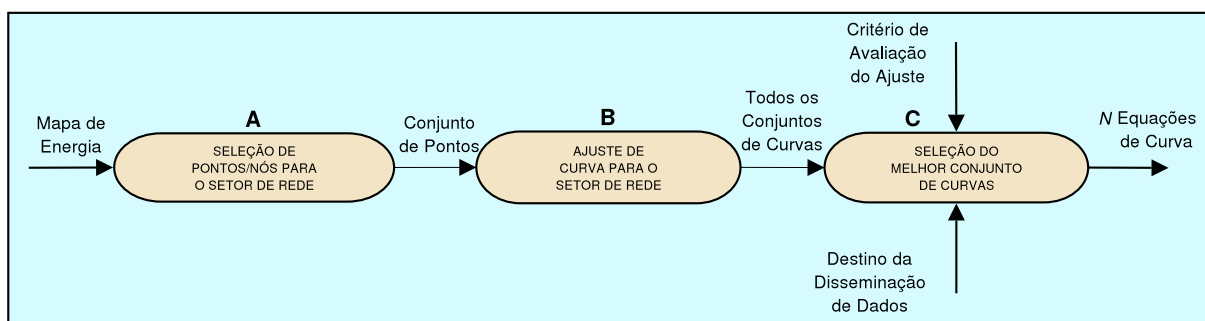 Mapa de
Energia
A
SELEÇÃO DE
PONTOS/NÓS PARA
O SETOR DE REDE
Conjunto
de Pontos
B
AJUSTE DE
CURVA PARA O
SETOR DE REDE
Todos os
Conjuntos
de Curvas
Critério de
Avaliação
do Ajuste
C
SELEÇÃO DO
MELHOR CONJUNTO
DE CURVAS
Destino da
Disseminação
de Dados
N Equações
de Curva